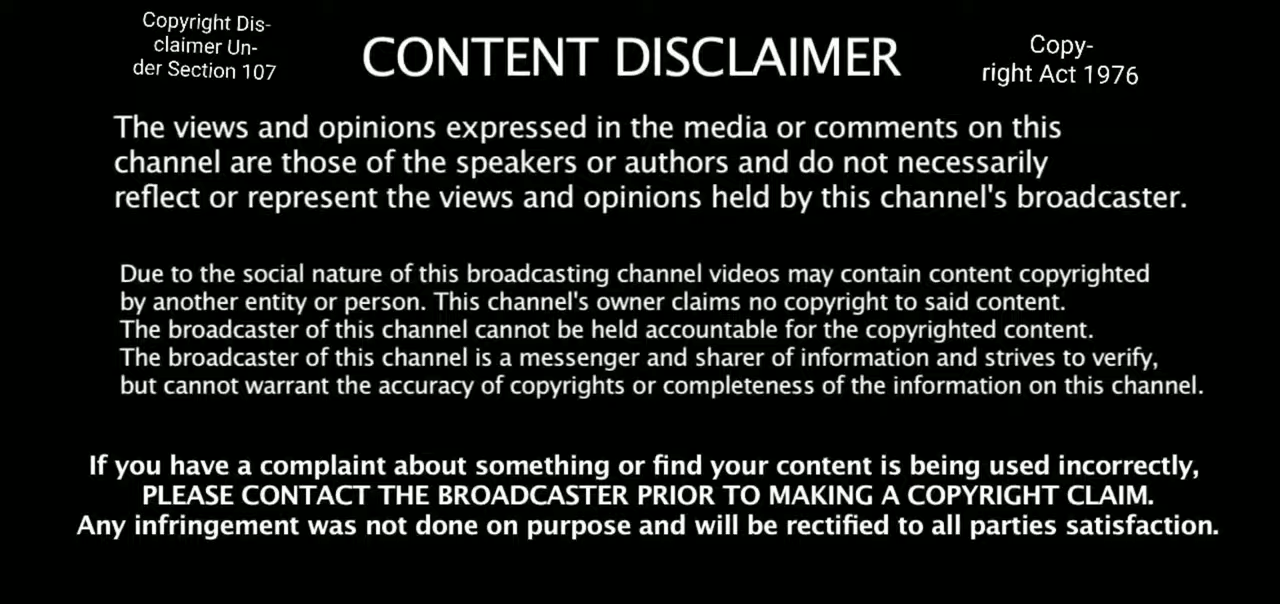 Copyright Dis-
claimer Un-
der Section 107
CONTENT DISCLAIMER
Copy-
right Act 1976
The views and opinions expressed in the media or comments on this
channel are those of the speakers or authors and do not necessarily
reflect or represent the views and opinions held by this channel's broadcaster.
Due to the social nature of this broadcasting channel videos may contain content copyrighted
by another entity or person. This channel's owner claims no copyright to said content.
The broadcaster of this channel cannot be held accountable for the copyrighted content.
The broadcaster of this channel is a messenger and sharer of information and strives to verify,
but cannot warrant the accuracy of copyrights or completeness of the information on this channel.
If you have a complaint about something or find your content is being used incorrectly,
PLEASE CONTACT THE BROADCASTER PRIOR TO MAKING A COPYRIGHT CLAIM.
Any infringement was not done on purpose and will be rectified to all parties satisfaction.